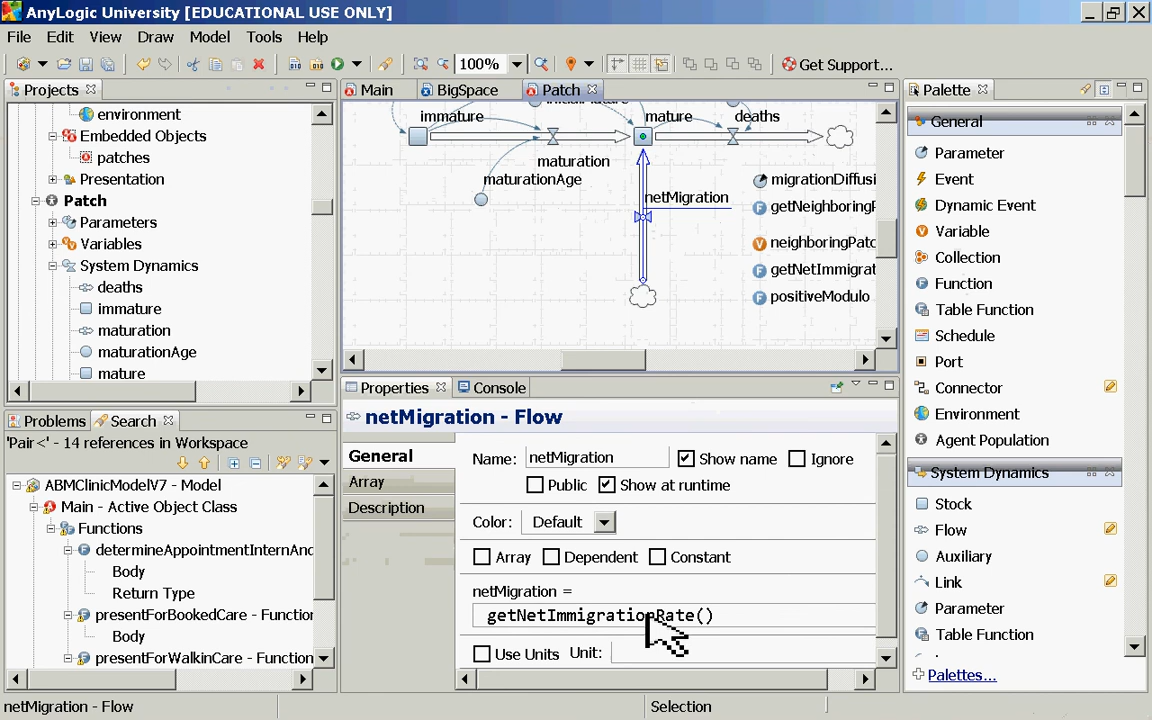 AnyLogic University [EDUCATIONAL USE ONLY]
File Edit View Draw Model Tools Help
100% Get Support...
Projects
environment
Embedded Objects
patches
Presentation
Patch
Parameters
Variables
System Dynamics
deaths
immature
maturation
maturationAge
mature
Problems Search
'Pair<' - 14 references in Workspace
ABMClinicModelV7 - Model
Main - Active Object Class
Functions
determineAppointmentInternAnd
Body
Return Type
presentForBookedCare - Function
Body
presentForWalkinCare - Function
Main BigSpace Patch
immature mature deaths
maturation
maturationAge
netMigration
migrationDiffusi
getNeighboringP
neighboringPatc
getNetImmigrat
positiveModulo
Properties Console
netMigration - Flow
General
Array
Description
Name: netMigration Show name Ignore
Public Show at runtime
Color: Default
Array Dependent Constant
netMigration =
getNetImmigrationRate()
Use Units Unit:
Palette
General
Parameter
Event
Dynamic Event
Variable
Collection
Function
Table Function
Schedule
Port
Connector
Environment
Agent Population
System Dynamics
Stock
Flow
Auxiliary
Link
Parameter
Table Function
Palettes...
netMigration - Flow Selection